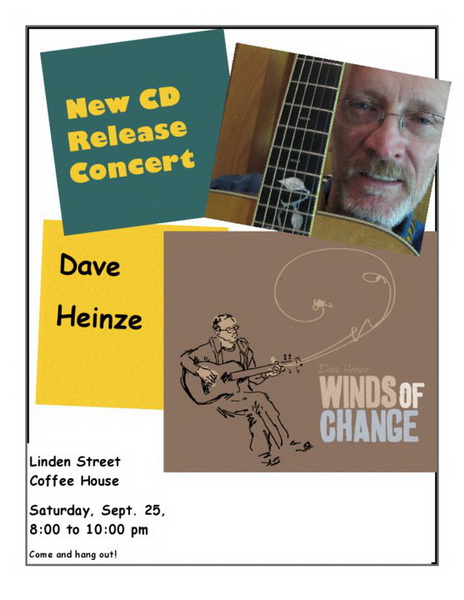 New CD
Release
Concert
Dave
Heinze
Dave Heinze
WINDS OF
CHANGE
Linden Street
Coffee House
Saturday, Sept. 25,
8:00 to 10:00 pm
Come and hang out!